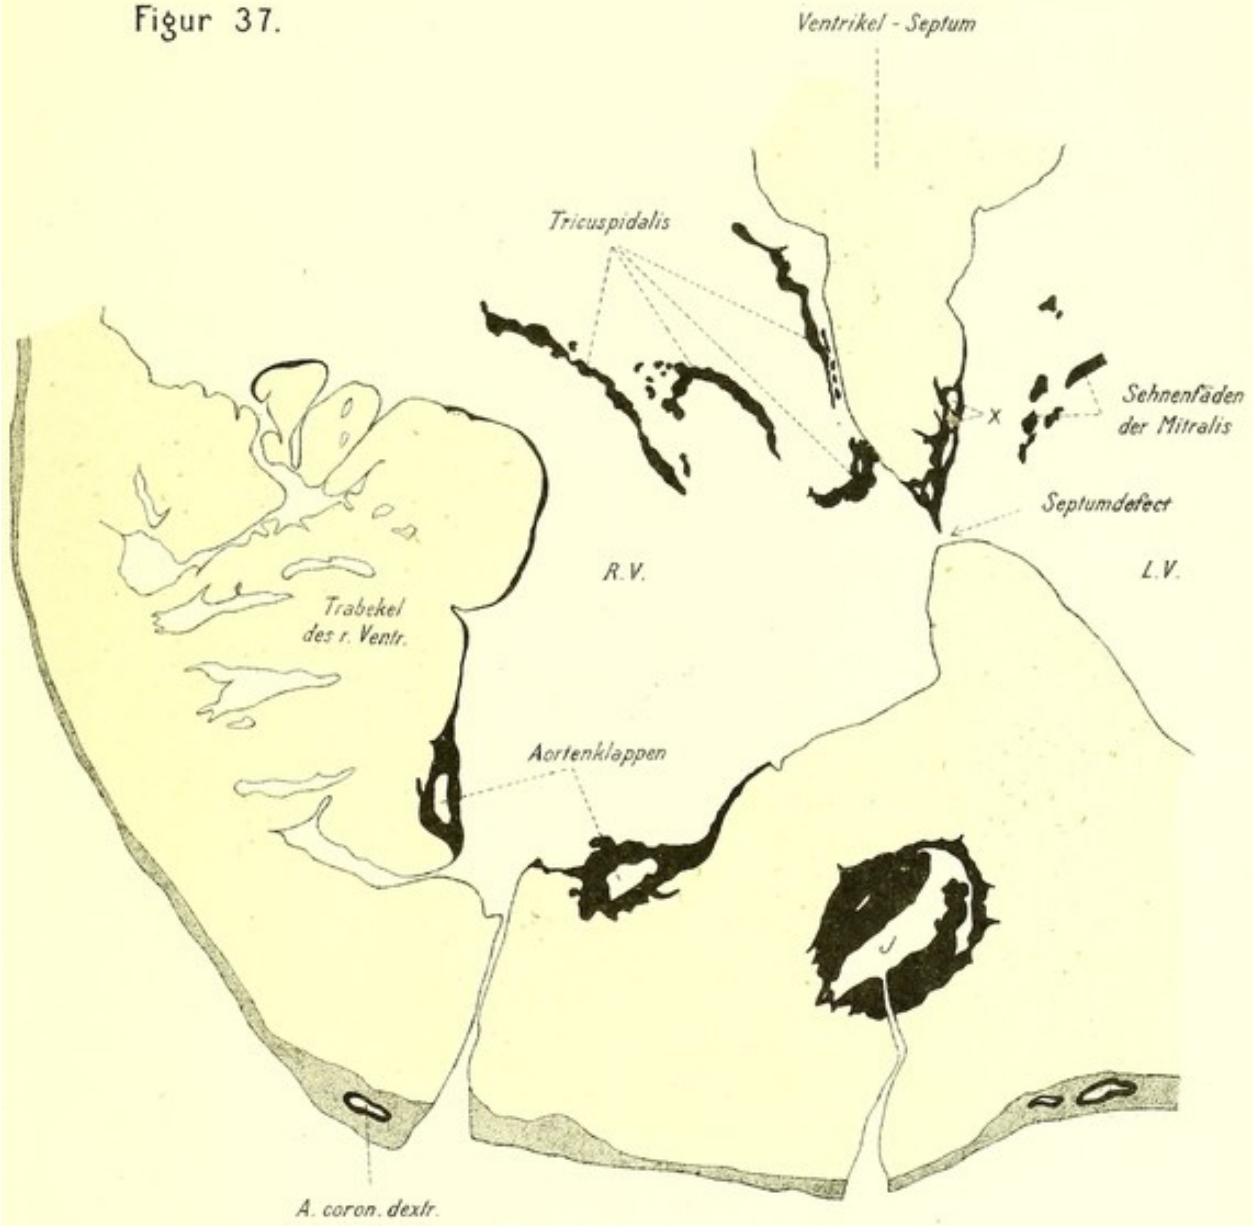 Figur 37.
Ventrikel - Septum
Tricuspidalis
X
Sehnenfäden
der Mitralis
Septumdefect
R.V.
L.V.
Trabekel
des r. Ventr.
Aortenklappen
J
A. coron. dextr.